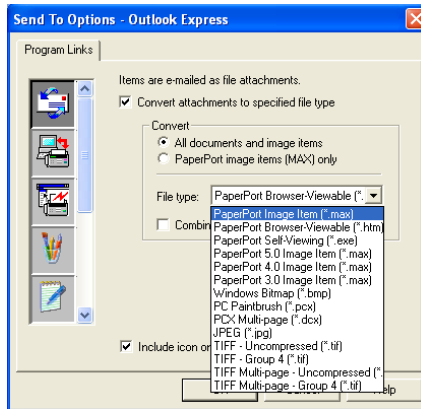 Send To Options - Outlook Express
Program Links
Items are e-mailed as file attachments.
Convert attachments to specified file type
Convert
All documents and image items
PaperPort image items (MAX) only
File type:
PaperPort Browser-Viewable (*.
PaperPort Image Item (*.max)
PaperPort Browser-Viewable (*.htm
PaperPort Self-Viewing (*.exe)
PaperPort 5.0 Image Item (*.max)
PaperPort 4.0 Image Item (*.max)
PaperPort 3.0 Image Item (*.max)
Windows Bitmap (*.bmp)
PC Paintbrush (*.pcx)
PCX Multi-page (*.dcx)
JPEG (*.jpg)
TIFF - Uncompressed (*.tif)
TIFF - Group 4 (*.tif)
TIFF Multi-page - Uncompressed (*.
TIFF Multi-page - Group 4 (*.tif)
Combin
Include icon or